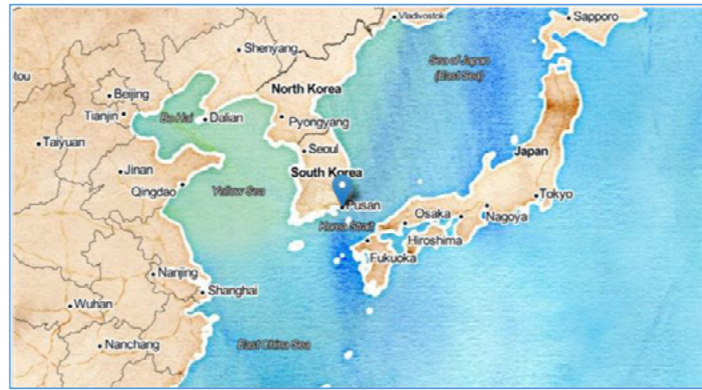 Vladivostok
Sapporo
Shenyang
Sea of Japan
(East Sea)
tou
Beijing
North Korea
Tianjin
Bo Hai
Dalian
Pyongyang
Taiyuan
Seoul
Japan
Jinan
South Korea
Qingdao
Yellow Sea
Pusan
Tokyo
Osaka
Nagoya
Korea Strait
Hiroshima
Fukuoka
Nanjing
Shanghai
Wuhan
Nanchang
East China Sea